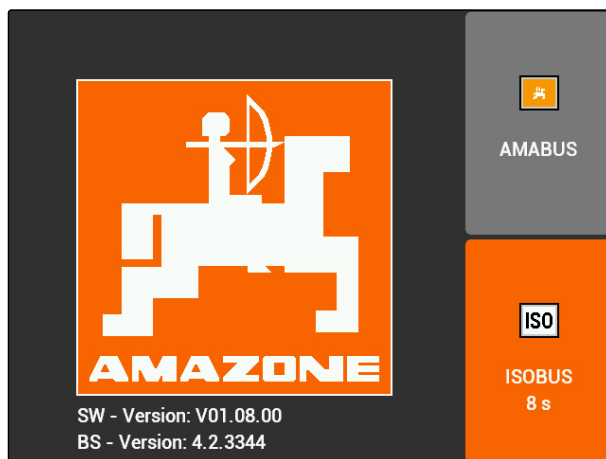 AMABUS
ISO
ISOBUS
8 s
AMAZONE
SW - Version: V01.08.00
BS - Version: 4.2.3344